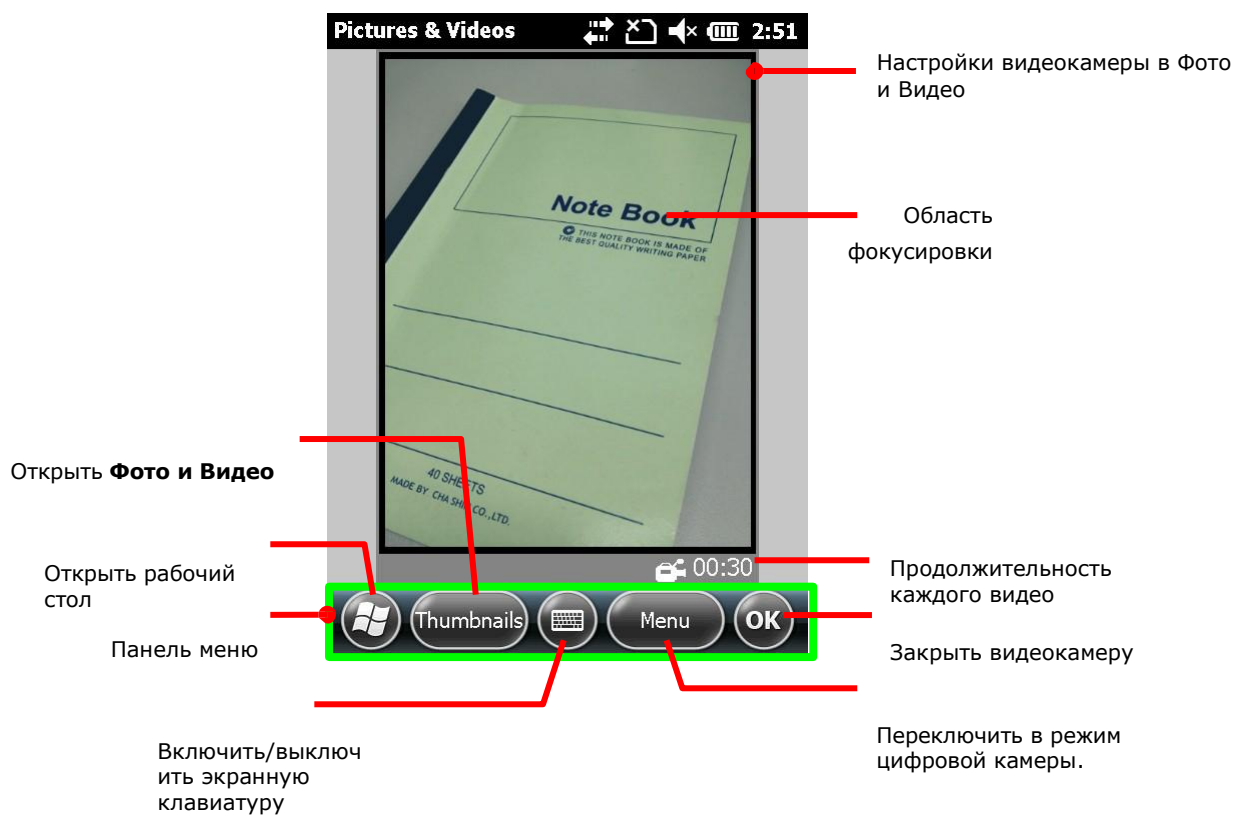 Pictures & Videos 2:51
Настройки видеокамеры в Фото
и Видео
Note Book
THIS NOTE BOOK IS MADE OF
THE BEST QUALITY WRITING PAPER
Область
фокусировки
Открыть Фото и Видео
40 SHEETS
MADE BY CHA SHIN CO.,LTD.
00:30
Открыть рабочий
стол
Продолжительность
каждого видео
Thumbnails Menu OK
Панель меню
Закрыть видеокамеру
Включить/выключ
ить экранную
клавиатуру
Переключить в режим
цифровой камеры.